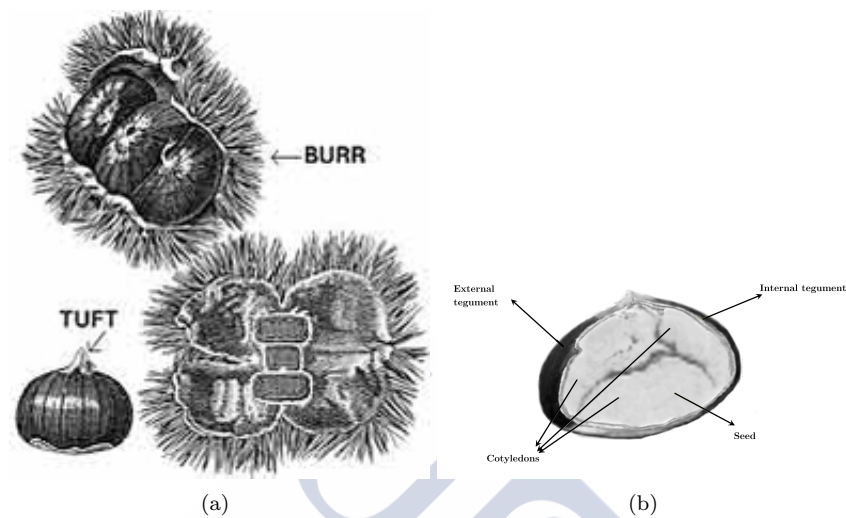 BURR
TUFT
External
tegument
Internal tegument
Seed
Cotyledons
(a)
(b)